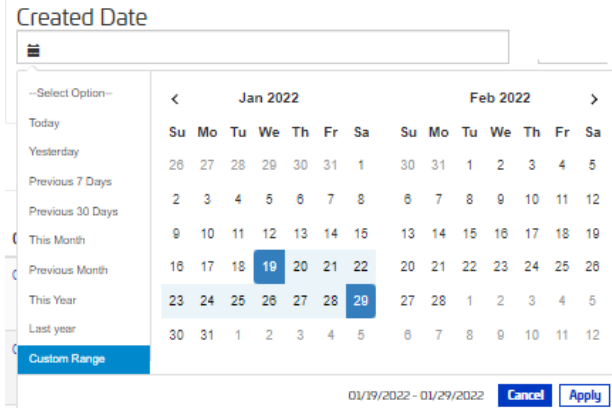 Created Date
--Select Option--
Today
Yesterday
Previous 7 Days
Previous 30 Days
This Month
Previous Month
This Year
Last year
Custom Range
Jan 2022
Su Mo Tu We Th Fr Sa
26 27 28 29 30 31 1
2 3 4 5 6 7 8
9 10 11 12 13 14 15
16 17 18 19 20 21 22
23 24 25 26 27 28 29
30 31 1 2 3 4 5
Feb 2022
Su Mo Tu We Th Fr Sa
30 31 1 2 3 4 5
6 7 8 9 10 11 12
13 14 15 16 17 18 19
20 21 22 23 24 25 26
27 28 1 2 3 4 5
6 7 8 9 10 11 12
01/19/2022 - 01/29/2022 Cancel Apply